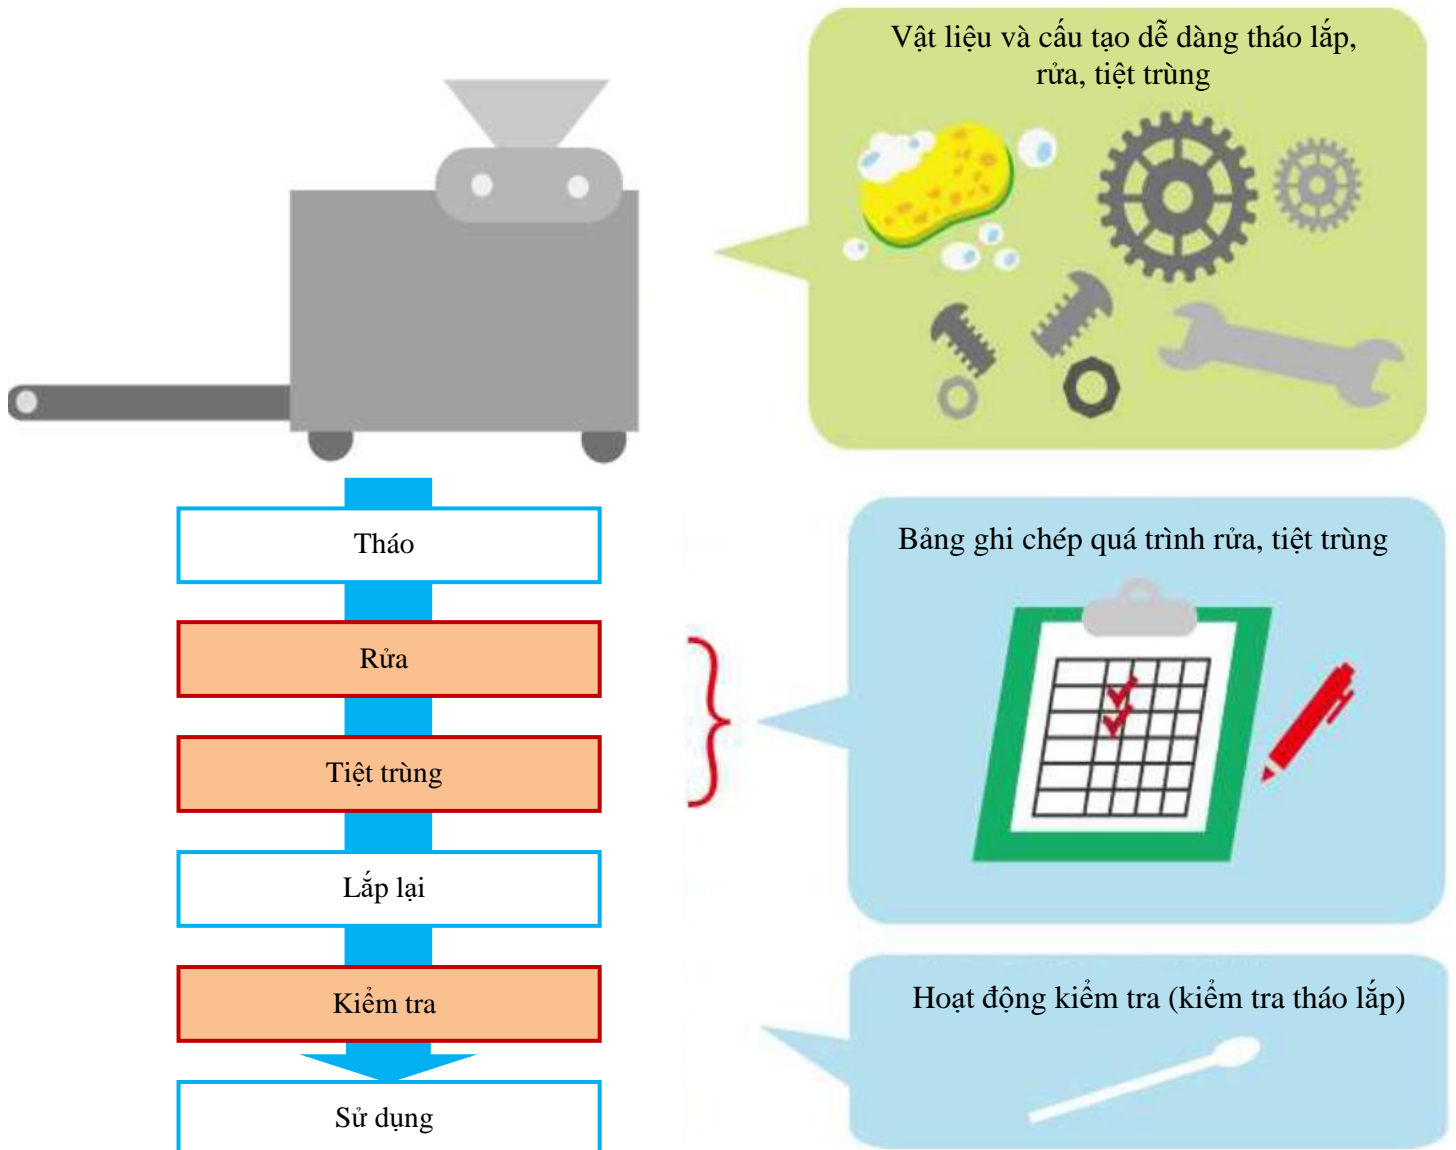 Vật liệu và cấu tạo dễ dàng tháo lắp,
rửa, tiệt trùng
Tháo
Rửa
Tiệt trùng
Lắp lại
Kiểm tra
Sử dụng
Bảng ghi chép quá trình rửa, tiệt trùng
Hoạt động kiểm tra (kiểm tra tháo lắp)